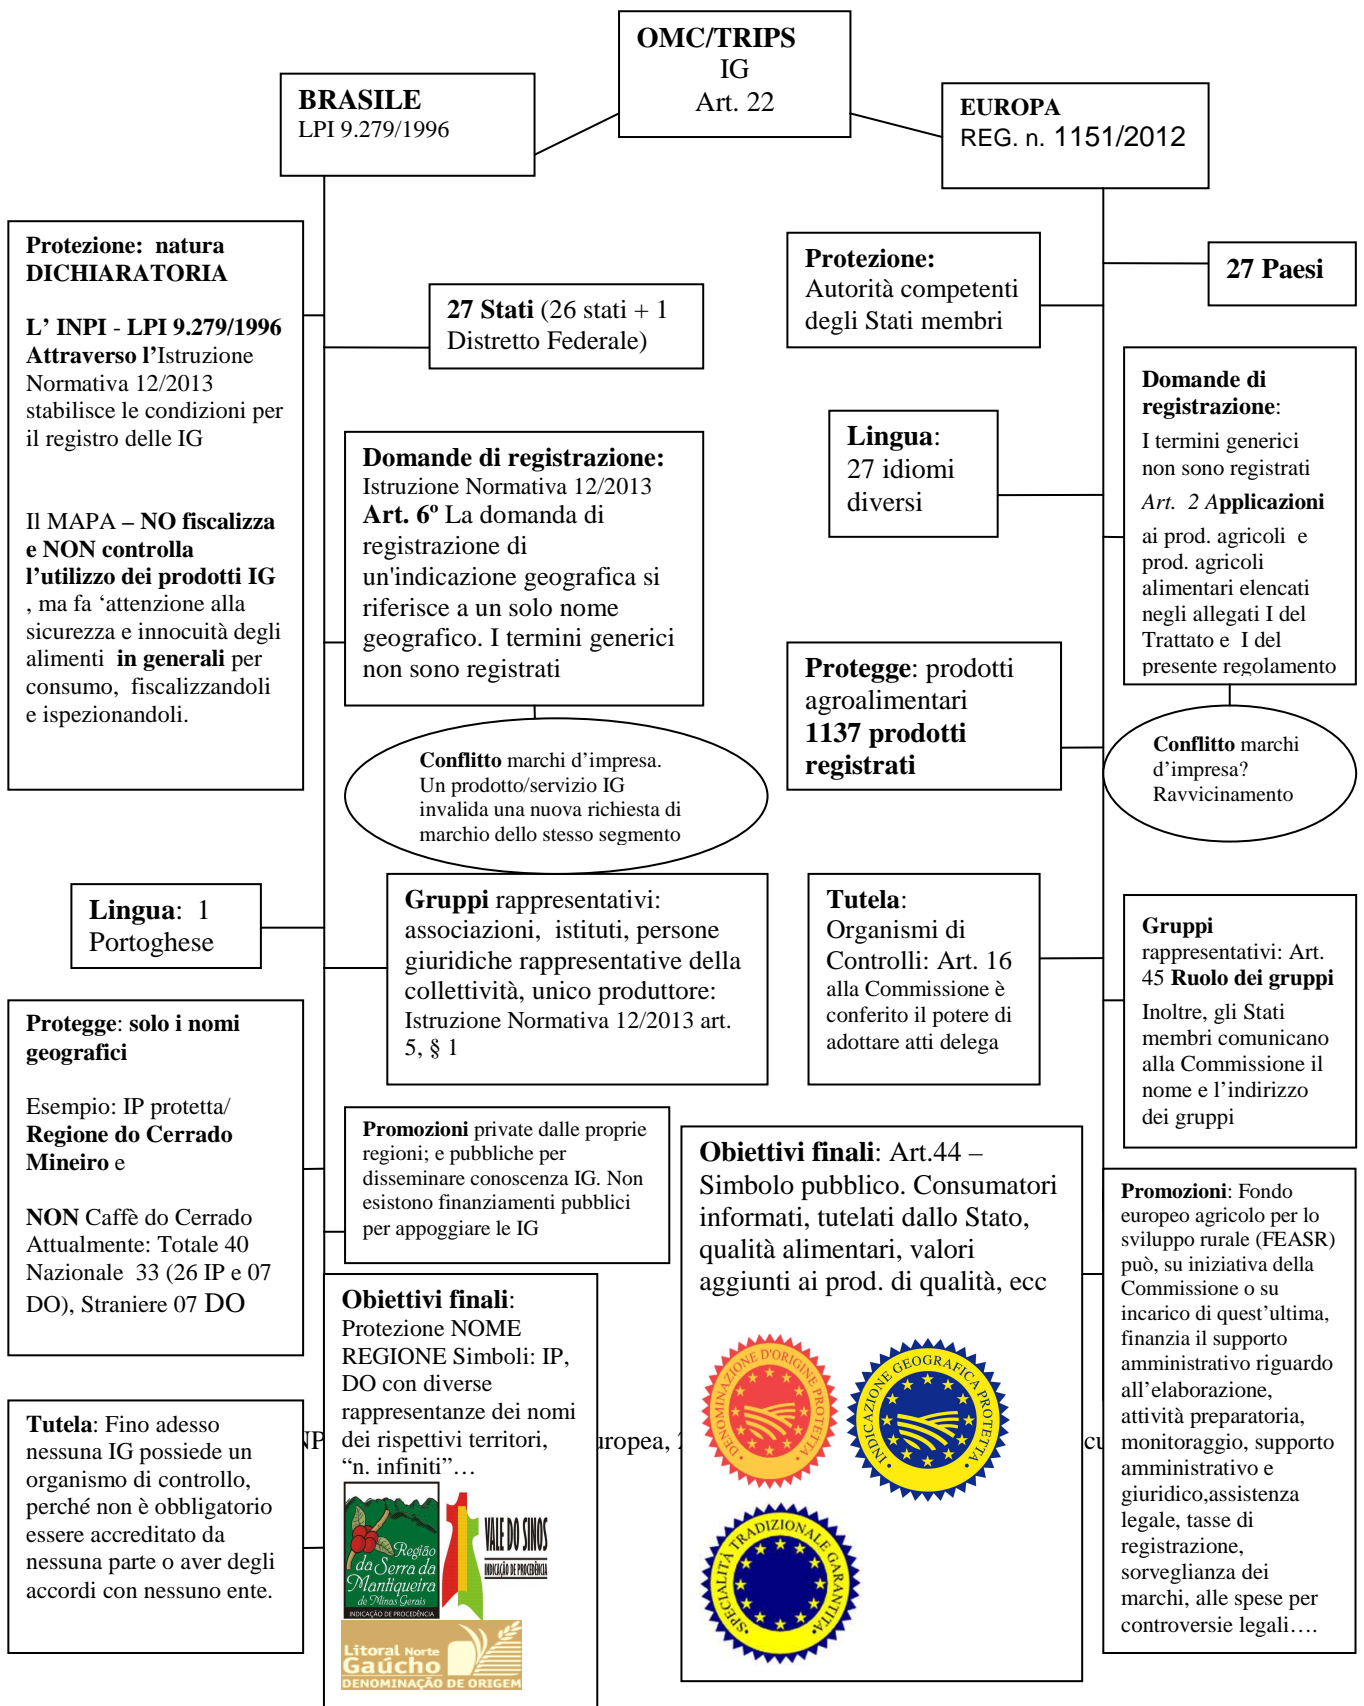 OMC/TRIPS
IG
Art. 22
BRASILE
LPI 9.279/1996
EUROPA
REG. n. 1151/2012
Protezione: natura
DICHIARATORIA
L' INPI - LPI 9.279/1996
Attraverso l'Istruzione
Normativa 12/2013
stabilisce le condizioni per
il registro delle IG
Il MAPA – NO fiscalizza
e NON controlla
l'utilizzo dei prodotti IG
, ma fa 'attenzione alla
sicurezza e innocuità degli
alimenti in generali per
consumo, fiscalizzandoli
e ispezionandoli.
27 Stati (26 stati + 1
Distretto Federale)
Protezione:
Autorità competenti
degli Stati membri
27 Paesi
Domande di registrazione:
Istruzione Normativa 12/2013
Art. 6º La domanda di
registrazione di
un'indicazione geografica si
riferisce a un solo nome
geografico. I termini generici
non sono registrati
Lingua:
27 idiomi
diversi
Domande di
registrazione:
I termini generici
non sono registrati
Art. 2 Applicazioni
ai prod. agricoli e
prod. agricoli
alimentari elencati
negli allegati I del
Trattato e I del
presente regolamento
Conflitto marchi d'impresa.
Un prodotto/servizio IG
invalida una nuova richiesta di
marchio dello stesso segmento
Protegge: prodotti
agroalimentari
1137 prodotti
registrati
Conflitto marchi
d'impresa?
Ravvicinamento
Lingua: 1
Portoghese
Gruppi rappresentativi:
associazioni, istituti, persone
giuridiche rappresentative della
collettività, unico produttore:
Istruzione Normativa 12/2013 art.
5, § 1
Tutela:
Organismi di
Controlli: Art. 16
alla Commissione è
conferito il potere di
adottare atti delega
Gruppi
rappresentativi: Art.
45 Ruolo dei gruppi
Inoltre, gli Stati
membri comunicano
alla Commissione il
nome e l'indirizzo
dei gruppi
Protegge: solo i nomi
geografici
Esempio: IP protetta/
Regione do Cerrado
Mineiro e
NON Caffè do Cerrado
Attualmente: Totale 40
Nazionale 33 (26 IP e 07
DO), Straniere 07 DO
Promozioni private dalle proprie
regioni; e pubbliche per
disseminare conoscenza IG. Non
esistono finanziamenti pubblici
per appoggiare le IG
Obiettivi finali: Art.44 –
Simbolo pubblico. Consumatori
informati, tutelati dallo Stato,
qualità alimentari, valori
aggiunti ai prod. di qualità, ecc
DENOMINAZIONE D'ORIGINE PROTETTA
INDICAZIONE GEOGRAFICA PROTETTA
SPECIALITÀ TRADIZIONALE GARANTITA
Promozioni: Fondo
europeo agricolo per lo
sviluppo rurale (FEASR)
può, su iniziativa della
Commissione o su
incarico di quest'ultima,
finanzia il supporto
amministrativo riguardo
all'elaborazione,
attività preparatoria,
monitoraggio, supporto
amministrativo e
giuridico,assistenza
legale, tasse di
registrazione,
sorveglianza dei
marchi, alle spese per
controversie legali….
Obiettivi finali:
Protezione NOME
REGIONE Simboli: IP,
DO con diverse
rappresentanze dei nomi
dei rispettivi territori,
“n. infiniti”…
Região
da Serra da
Mantiqueira
de Minas Gerais
INDICAÇÃO DE PROCEDÊNCIA
VALE DO SINOS
INDICAÇÃO DE PROCEDÊNCIA
Litoral Norte
Gaúcho
DENOMINAÇÃO DE ORIGEM
Tutela: Fino adesso
nessuna IG possiede un
organismo di controllo,
perché non è obbligatorio
essere accreditato da
nessuna parte o aver degli
accordi con nessuno ente.